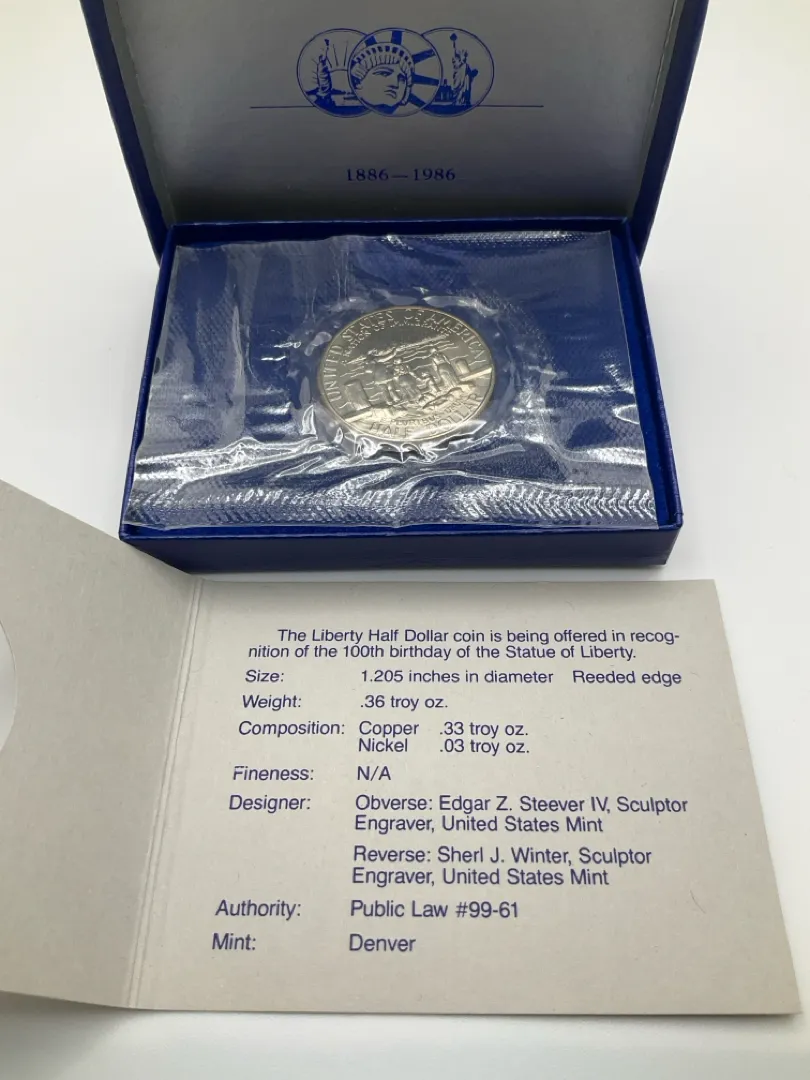 1886—1986
UNITED STATES OF AMERICA
HALF DOLLAR
The Liberty Half Dollar coin is being offered in recog-
nition of the 100th birthday of the Statue of Liberty.
Size: 1.205 inches in diameter Reeded edge
Weight: .36 troy oz.
Composition: Copper .33 troy oz.
Nickel .03 troy oz.
Fineness: N/A
Designer: Obverse: Edgar Z. Steever IV, Sculptor
Engraver, United States Mint
Reverse: Sherl J. Winter, Sculptor
Engraver, United States Mint
Authority: Public Law #99-61
Mint: Denver